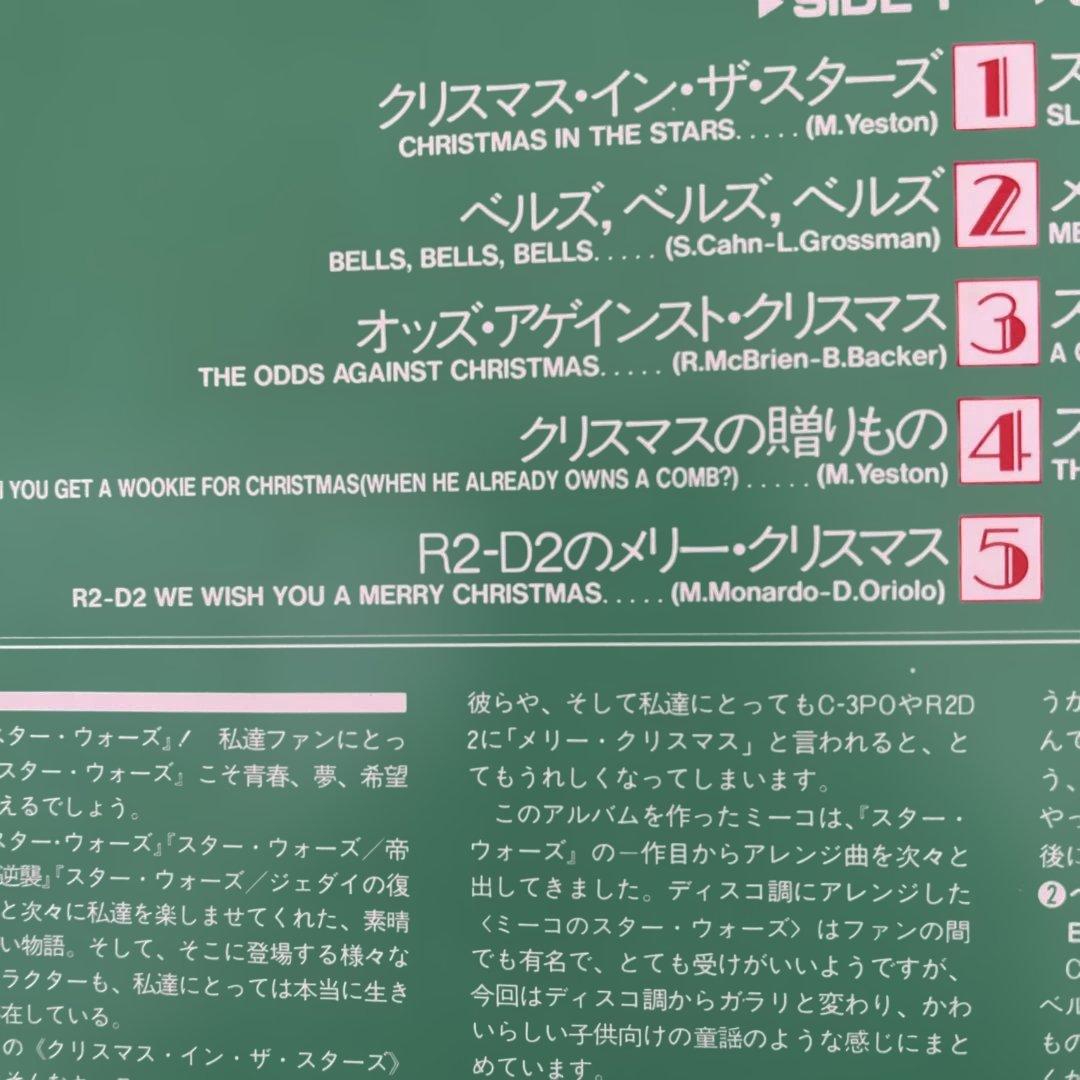 ▶SIDE 1
クリスマス・イン・ザ・スターズ 1
CHRISTMAS IN THE STARS.....(M.Yeston)
ベルズ, ベルズ, ベルズ 2
BELLS, BELLS, BELLS.....(S.Cahn-L.Grossman)
オッズ・アゲインスト・クリスマス 3
THE ODDS AGAINST CHRISTMAS.....(R.McBrien-B.Backer)
クリスマスの贈りもの 4
YOU GET A WOOKIE FOR CHRISTMAS(WHEN HE ALREADY OWNS A COMB?).....(M.Yeston)
R2-D2のメリー・クリスマス 5
R2-D2 WE WISH YOU A MERRY CHRISTMAS.....(M.Monardo-D.Oriolo)
ス
SL
メ
ME
ス
A
ス
TH
スター・ウォーズ』！ 私達ファンにとっ
スター・ウォーズ』こそ青春、夢、希望
えるでしょう。
スター・ウォーズ』『スター・ウォーズ／帝
逆襲』『スター・ウォーズ／ジェダイの復
と次々に私達を楽しませてくれた、素晴
い物語。そして、そこに登場する様々な
ラクターも、私達にとっては本当に生き
在している。
の《クリスマス・イン・ザ・スターズ》
彼らや、そして私達にとってもC-3POやR2D
2に「メリー・クリスマス」と言われると、と
てもうれしくなってしまいます。
このアルバムを作ったミーコは、『スター・
ウォーズ』の一作目からアレンジ曲を次々と
出してきました。ディスコ調にアレンジした
〈ミーコのスター・ウォーズ〉はファンの間
でも有名で、とても受けがいいようですが、
今回はディスコ調からガラリと変わり、かわ
いらしい子供向けの童謡のような感じにまと
めています。
うか
んで
う、
やっ
後に
❷
ベル
もの